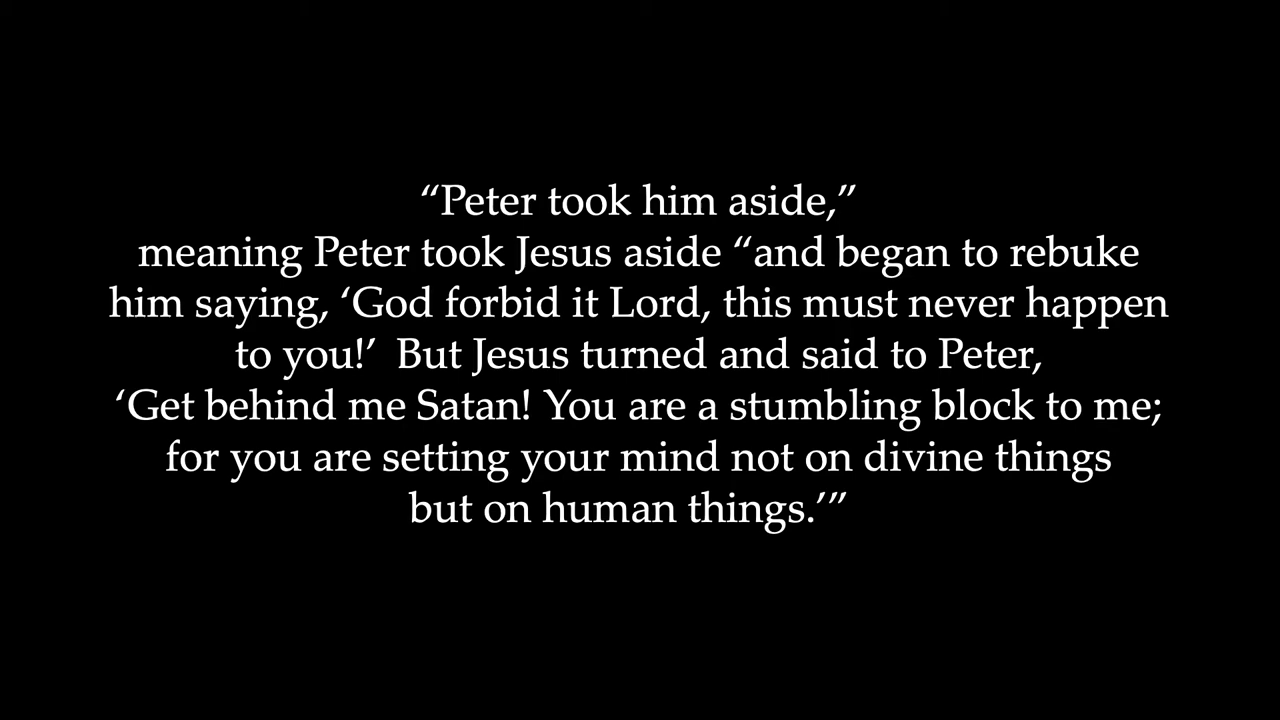 “Peter took him aside,”
meaning Peter took Jesus aside “and began to rebuke
him saying, ‘God forbid it Lord, this must never happen
to you!’  But Jesus turned and said to Peter,
‘Get behind me Satan! You are a stumbling block to me;
for you are setting your mind not on divine things
but on human things.’”